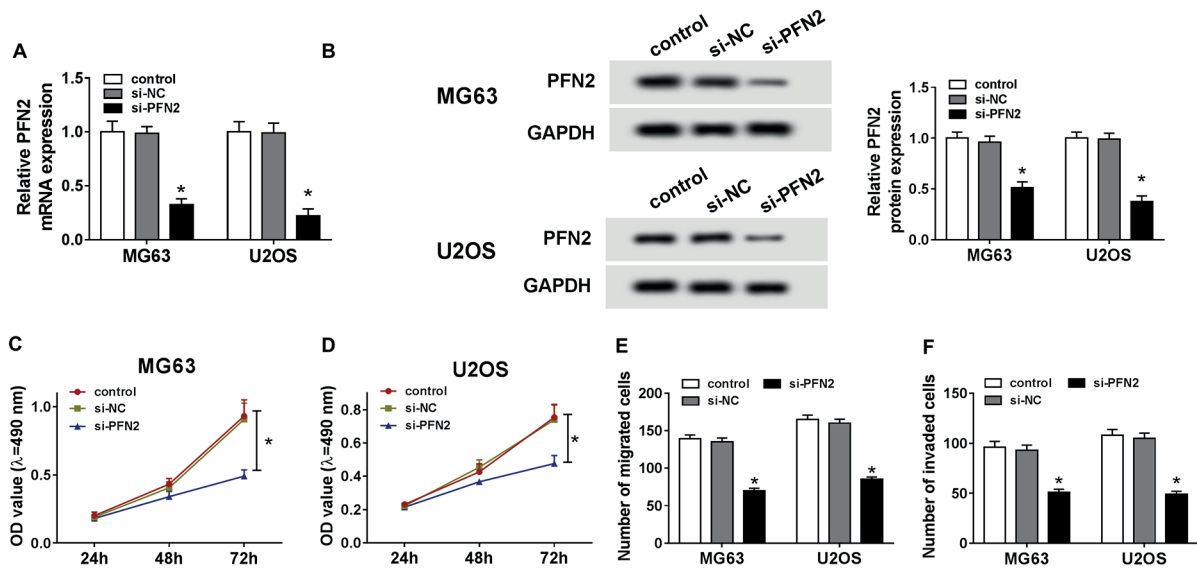 A
Relative PFN2
mRNA expression
1.5
1.0
0.5
0.0
control
si-NC
si-PFN2
*
*
MG63
U2OS
B
control
si-NC
si-PFN2
MG63
PFN2
GAPDH
control
si-NC
si-PFN2
U2OS
PFN2
GAPDH
Relative PFN2
protein expression
1.5
1.0
0.5
0.0
control
si-NC
si-PFN2
*
*
MG63
U2OS
C
MG63
OD value (λ=490 nm)
1.0
0.5
0.0
control
si-NC
si-PFN2
*
24h
48h
72h
D
U2OS
OD value (λ=490 nm)
0.8
0.6
0.4
0.2
0.0
control
si-NC
si-PFN2
*
24h
48h
72h
E
Number of migrated cells
200
150
100
50
0
control
si-NC
si-PFN2
*
*
MG63
U2OS
F
Number of invaded cells
150
100
50
0
control
si-NC
si-PFN2
*
*
MG63
U2OS